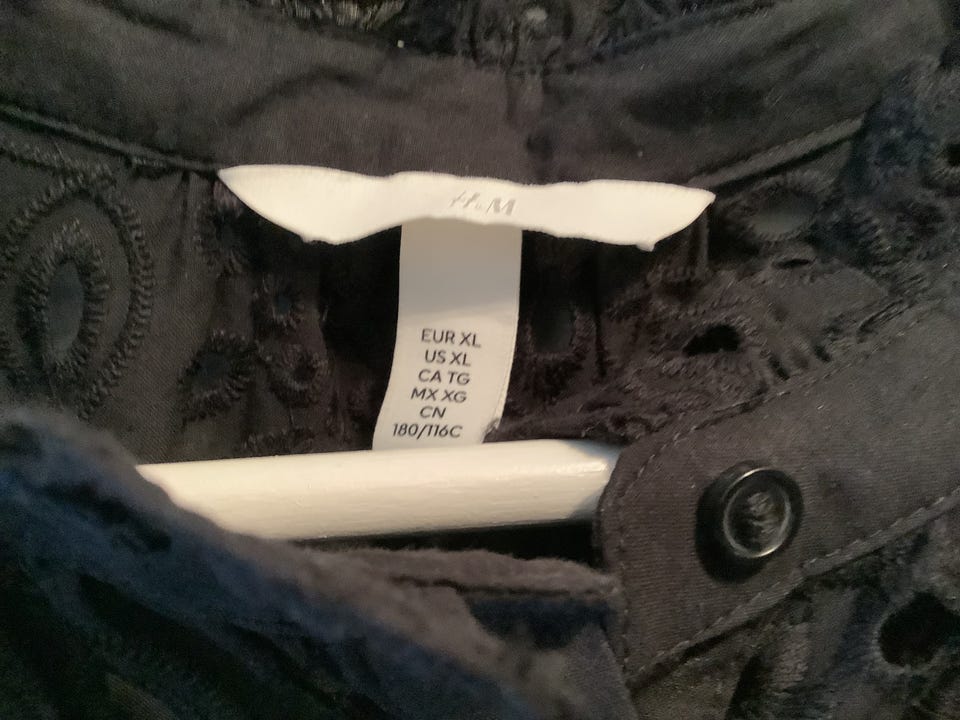 H&M
EUR XL
US XL
CA TG
MX XG
CN
180/116C